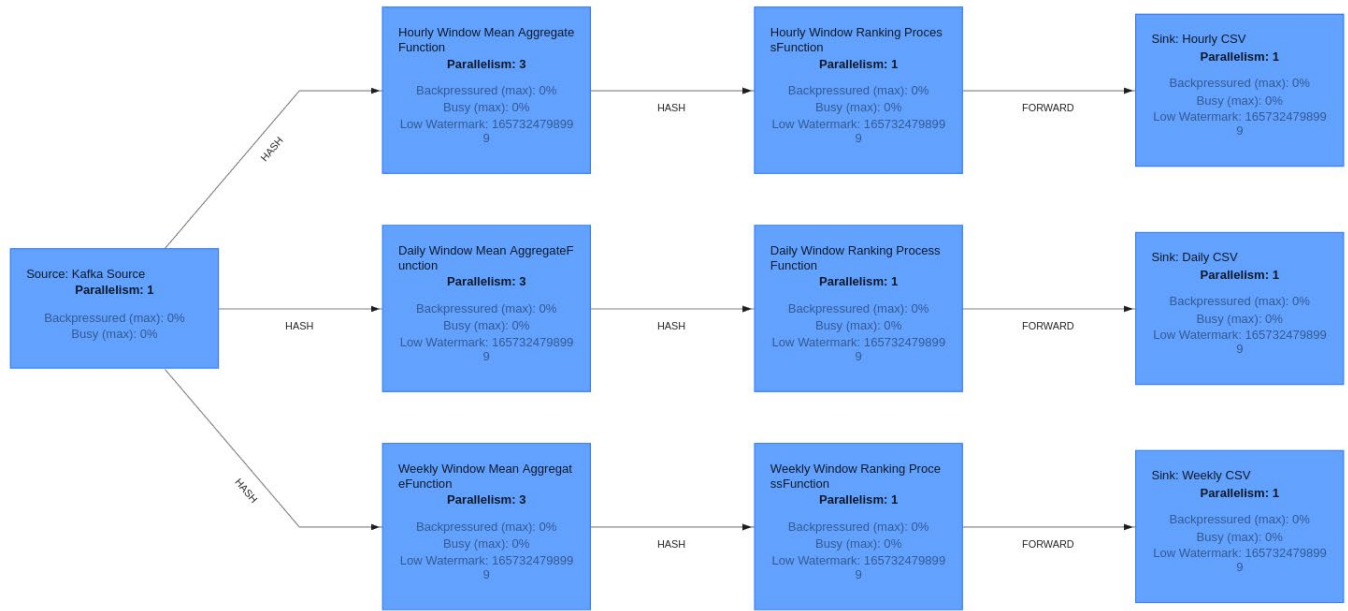 Hourly Window Mean Aggregate
Function
Parallelism: 3
Backpressured (max): 0%
Busy (max): 0%
Low Watermark: 165732479899
9
Hourly Window Ranking Proces
sFunction
Parallelism: 1
Backpressured (max): 0%
Busy (max): 0%
Low Watermark: 165732479899
9
Sink: Hourly CSV
Parallelism: 1
Backpressured (max): 0%
Busy (max): 0%
Low Watermark: 165732479899
9
HASH
HASH
FORWARD
Source: Kafka Source
Parallelism: 1
Backpressured (max): 0%
Busy (max): 0%
HASH
Daily Window Mean AggregateF
unction
Parallelism: 3
Backpressured (max): 0%
Busy (max): 0%
Low Watermark: 165732479899
9
HASH
Daily Window Ranking Process
Function
Parallelism: 1
Backpressured (max): 0%
Busy (max): 0%
Low Watermark: 165732479899
9
FORWARD
Sink: Daily CSV
Parallelism: 1
Backpressured (max): 0%
Busy (max): 0%
Low Watermark: 165732479899
9
HASH
Weekly Window Mean Aggregat
eFunction
Parallelism: 3
Backpressured (max): 0%
Busy (max): 0%
Low Watermark: 165732479899
9
HASH
Weekly Window Ranking Proce
ssFunction
Parallelism: 1
Backpressured (max): 0%
Busy (max): 0%
Low Watermark: 165732479899
9
FORWARD
Sink: Weekly CSV
Parallelism: 1
Backpressured (max): 0%
Busy (max): 0%
Low Watermark: 165732479899
9